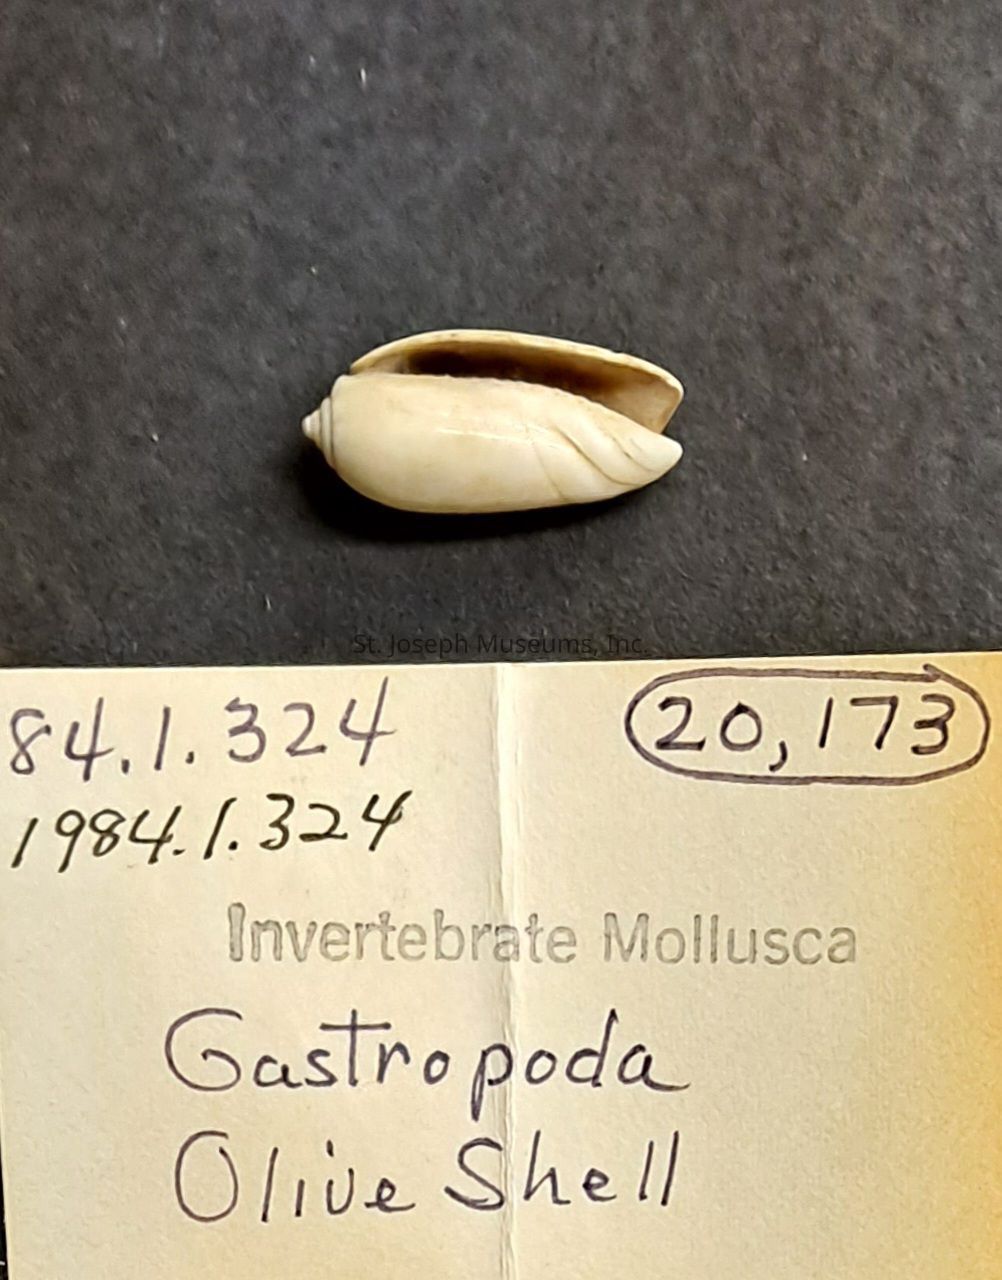 St. Joseph Museums, Inc.
84.1.324
20,173
1984.1.324
Invertebrate Mollusca
Gastropoda
Olive Shell